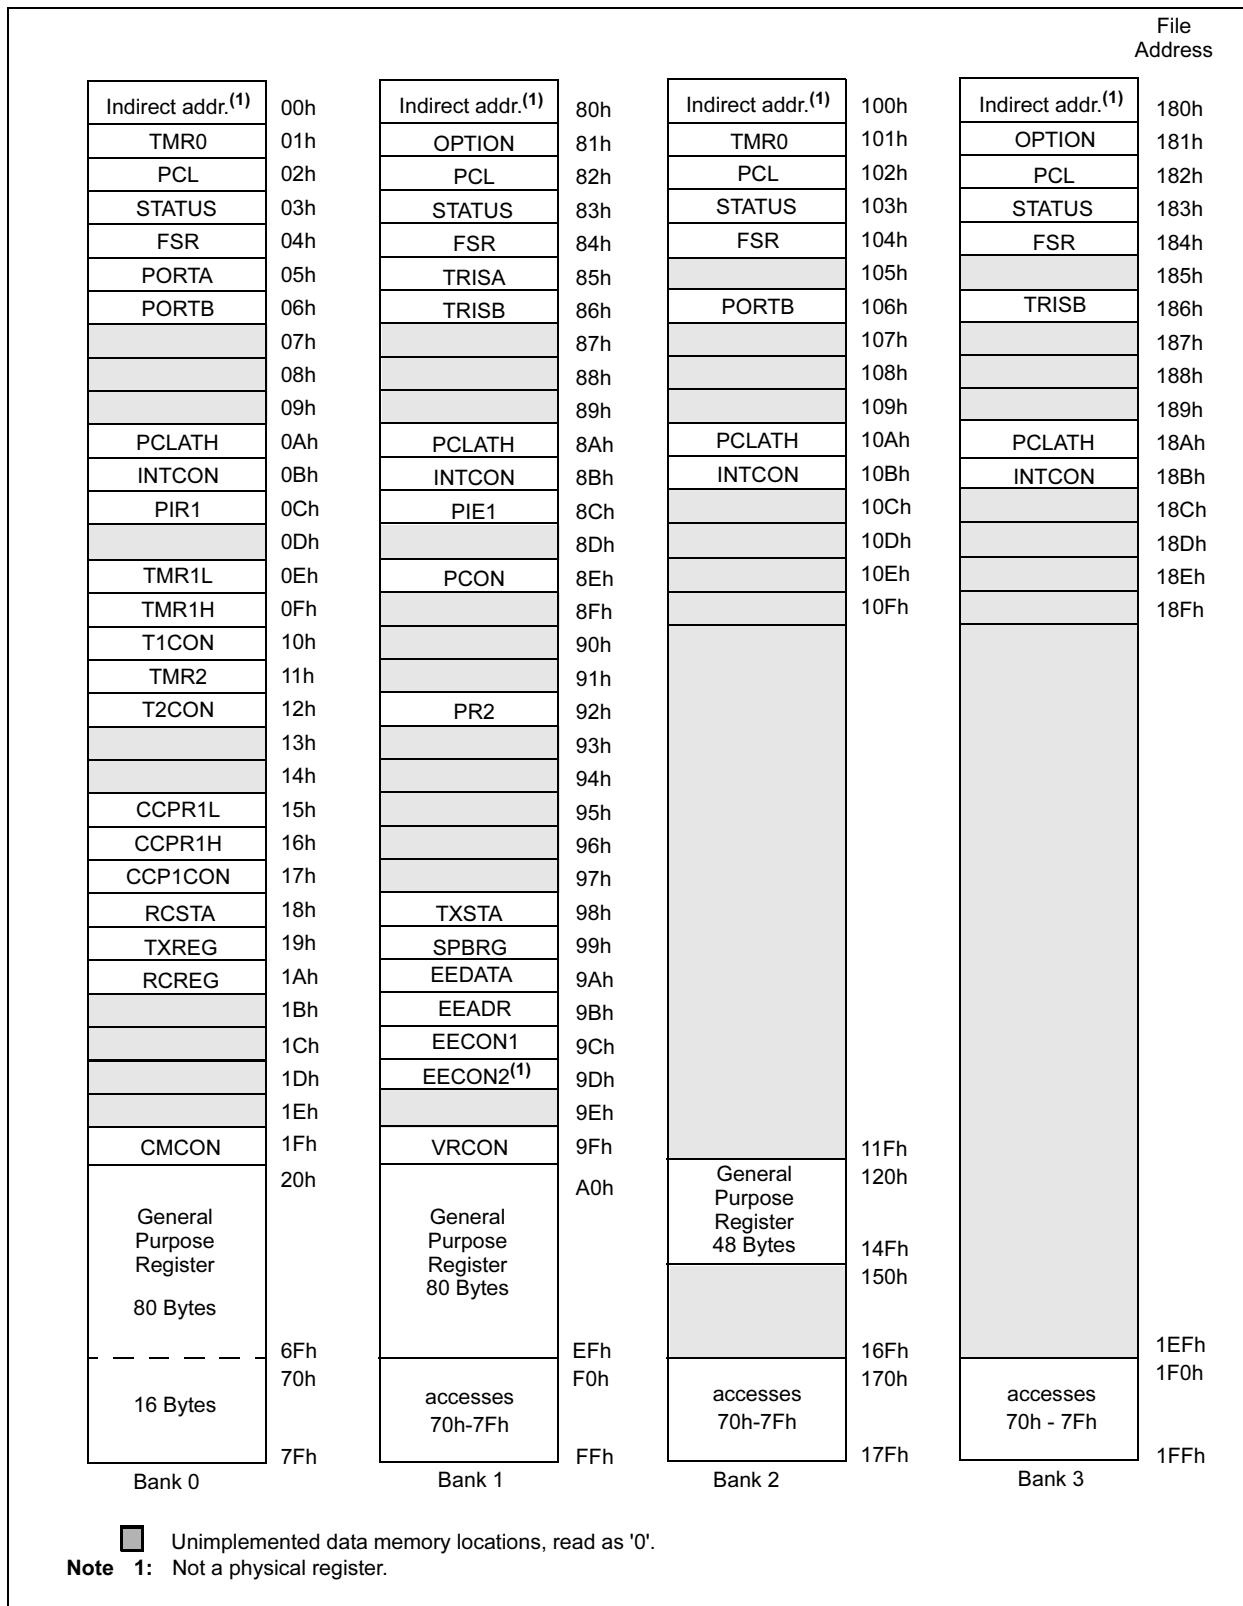 File
Address
Indirect addr.(1) 00h Indirect addr.(1) 80h Indirect addr.(1) 100h Indirect addr.(1) 180h
TMR0 01h OPTION 81h TMR0 101h OPTION 181h
PCL 02h PCL 82h PCL 102h PCL 182h
STATUS 03h STATUS 83h STATUS 103h STATUS 183h
FSR 04h FSR 84h FSR 104h FSR 184h
PORTA 05h TRISA 85h 105h 185h
PORTB 06h TRISB 86h PORTB 106h TRISB 186h
07h 87h 107h 187h
08h 88h 108h 188h
09h 89h 109h 189h
PCLATH 0Ah PCLATH 8Ah PCLATH 10Ah PCLATH 18Ah
INTCON 0Bh INTCON 8Bh INTCON 10Bh INTCON 18Bh
PIR1 0Ch PIE1 8Ch 10Ch 18Ch
0Dh 8Dh 10Dh 18Dh
TMR1L 0Eh PCON 8Eh 10Eh 18Eh
TMR1H 0Fh 8Fh 10Fh 18Fh
T1CON 10h 90h
TMR2 11h 91h
T2CON 12h PR2 92h
13h 93h
14h 94h
CCPR1L 15h 95h
CCPR1H 16h 96h
CCP1CON 17h 97h
RCSTA 18h TXSTA 98h
TXREG 19h SPBRG 99h
RCREG 1Ah EEDATA 9Ah
1Bh EEADR 9Bh
1Ch EECON1 9Ch
1Dh EECON2(1) 9Dh
1Eh 9Eh
CMCON 1Fh VRCON 9Fh 11Fh
20h A0h General 120h
General General Purpose
Purpose Purpose Register
Register Register 48 Bytes 14Fh
80 Bytes 80 Bytes 150h
6Fh EFh 16Fh 1EFh
70h F0h 170h 1F0h
16 Bytes accesses accesses accesses
70h-7Fh 70h-7Fh 70h - 7Fh
7Fh FFh 17Fh 1FFh
Bank 0 Bank 1 Bank 2 Bank 3
Unimplemented data memory locations, read as '0'.
Note 1: Not a physical register.